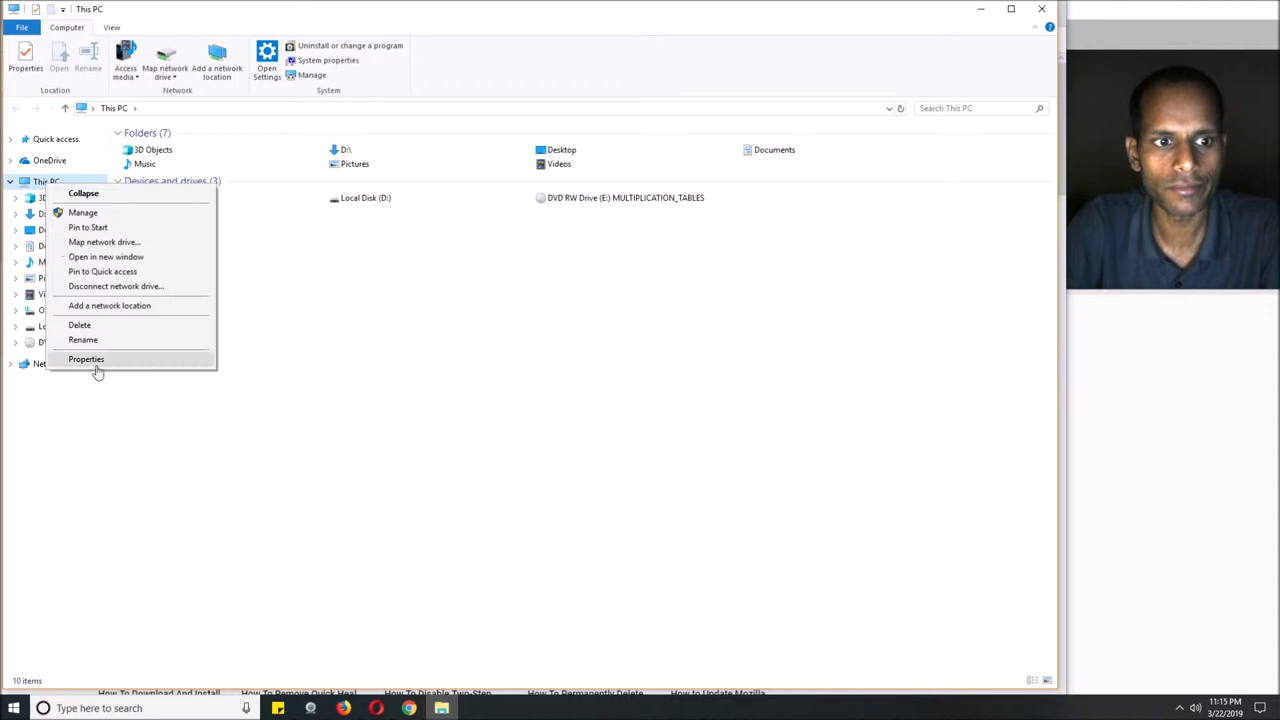 This PC
File Computer View
Properties Open Rename Access media Map network drive Add a network location Open Settings
Uninstall or change a program
System properties
Manage
Location Network System
This PC
Search This PC
Quick access
OneDrive
This PC
Folders (7)
3D Objects D:\ Desktop Documents
Music Pictures Videos
Devices and drives (3)
Local Disk (D:) DVD RW Drive (E:) MULTIPLICATION_TABLES
Collapse
Manage
Pin to Start
Map network drive...
Open in new window
Pin to Quick access
Disconnect network drive...
Add a network location
Delete
Rename
Properties
10 items
How To Download And Install How To Remove Quick Heal How To Disable Two-Step How To Permanently Delete How to Update Mozilla
Type here to search
11:15 PM
3/22/2019